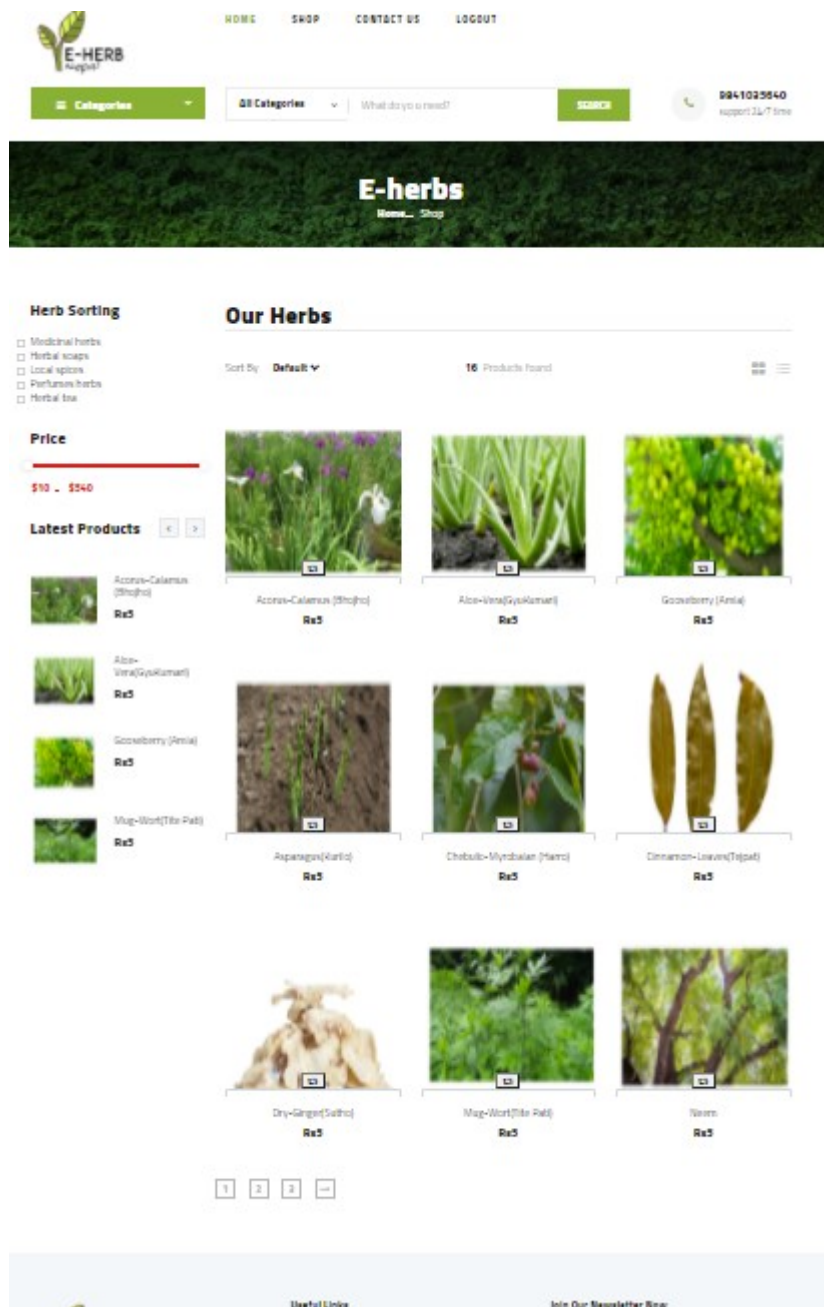 HOME SHOP CONTACT US LOGOUT
E-HERB
Categories
All Categories
What do you need?
SEARCH
9841035640
support 24/7 time
E-herbs
Home_ Shop
Herb Sorting
Medicinal herbs
Herbal soaps
Local spices
Perfumes herbs
Herbal tea
Price
$10 - $540
Latest Products
Acorus-Calamus
(Bhojho)
Rs5
Aloe-
Vera(GyuKumari)
Rs5
Gooseberry (Amla)
Rs5
Mug-Wort(Tite Pati)
Rs5
Our Herbs
Sort By Default
16 Products found
Acorus-Calamus (Bhojho)
Rs5
Aloe-Vera(GyuKumari)
Rs5
Gooseberry (Amla)
Rs5
Asparagus(Kurilo)
Rs5
Chebulic-Myrobalan (Harro)
Rs5
Cinnamon-Leaves(Tejpat)
Rs5
Dry-Ginger(Sutho)
Rs5
Mug-Wort(Tite Pati)
Rs5
Neem
Rs5
1 2 3
Useful Links
Join Our Newsletter Now